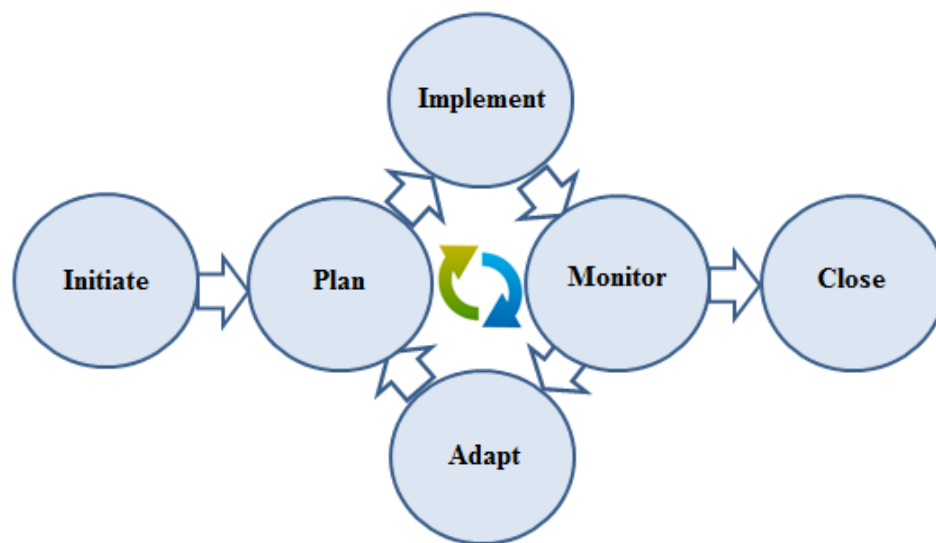 Implement
Initiate
Plan
Monitor
Close
Adapt